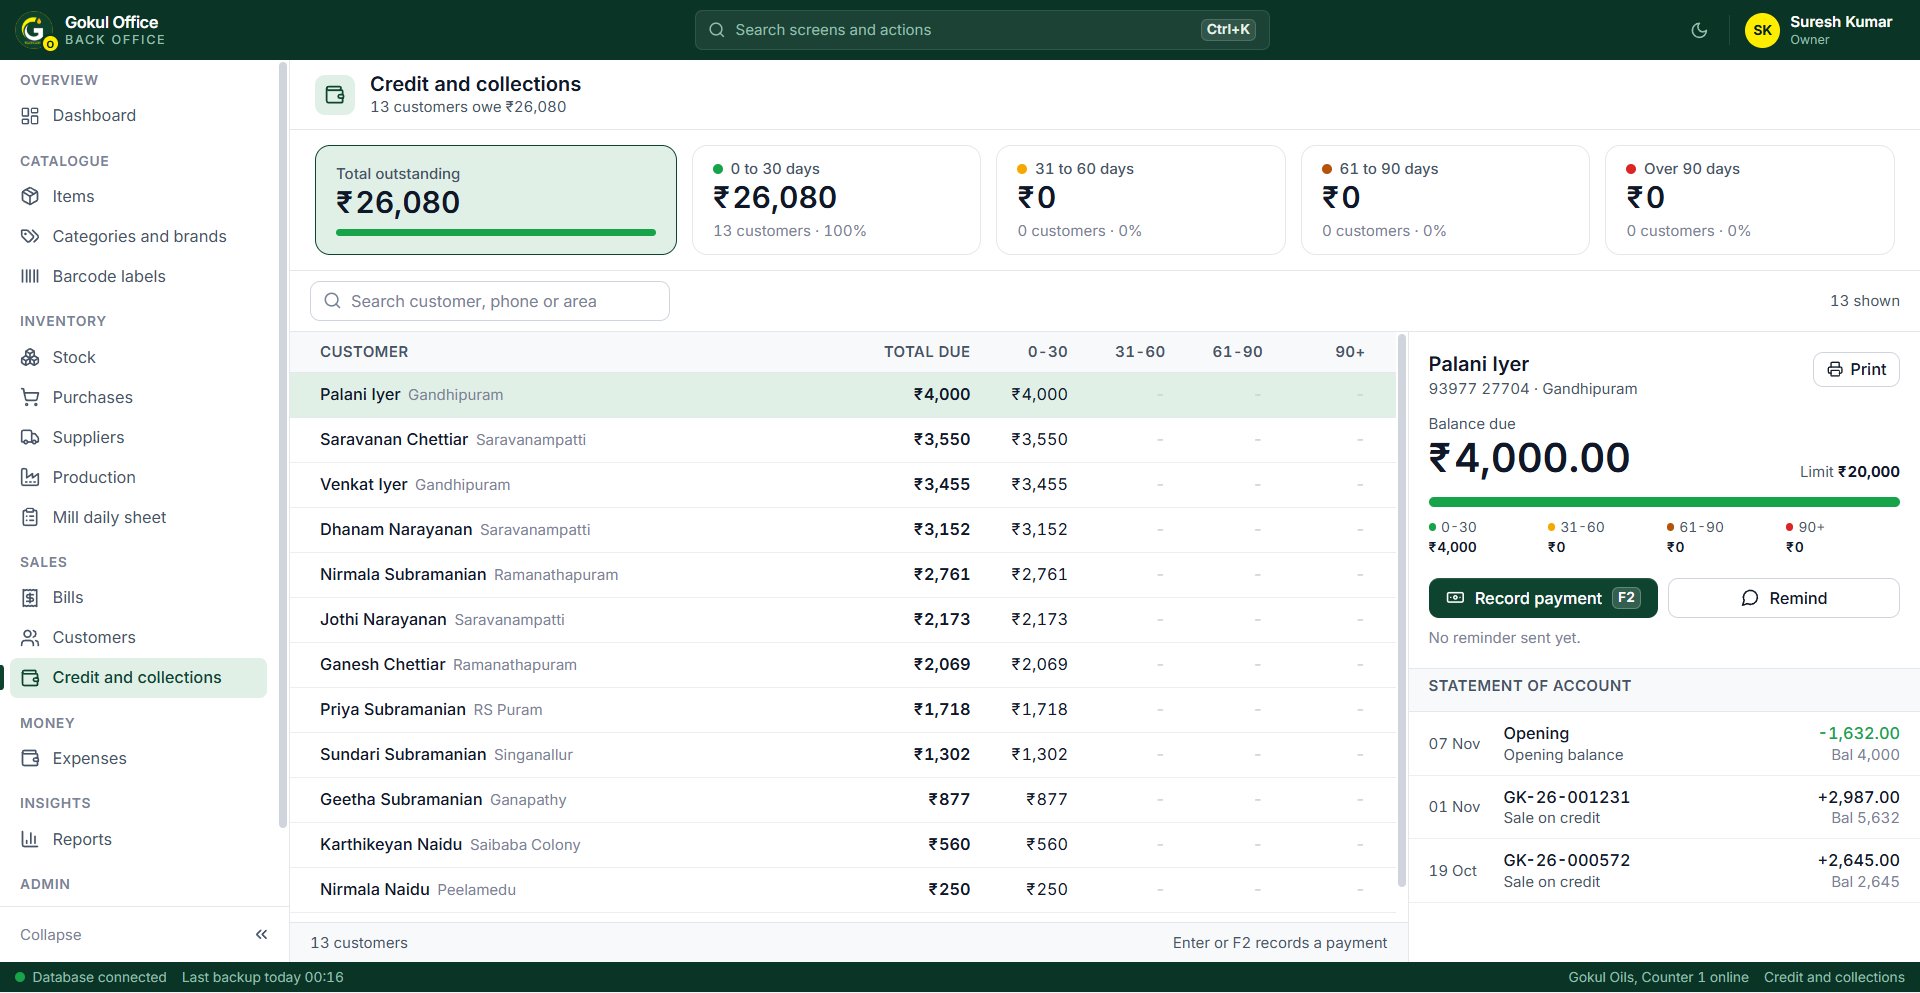 Gokul Office
BACK OFFICE
Search screens and actions
Ctrl+K
SK
Suresh Kumar
Owner
OVERVIEW
Dashboard
CATALOGUE
Items
Categories and brands
Barcode labels
INVENTORY
Stock
Purchases
Suppliers
Production
Mill daily sheet
SALES
Bills
Customers
Credit and collections
MONEY
Expenses
INSIGHTS
Reports
ADMIN
Collapse
Credit and collections
13 customers owe ₹26,080
Total outstanding
₹26,080
0 to 30 days
₹26,080
13 customers · 100%
31 to 60 days
₹0
0 customers · 0%
61 to 90 days
₹0
0 customers · 0%
Over 90 days
₹0
0 customers · 0%
Search customer, phone or area
13 shown
CUSTOMER TOTAL DUE 0-30 31-60 61-90 90+
Palani Iyer Gandhipuram ₹4,000 ₹4,000 - - -
Saravanan Chettiar Saravanampatti ₹3,550 ₹3,550 - - -
Venkat Iyer Gandhipuram ₹3,455 ₹3,455 - - -
Dhanam Narayanan Saravanampatti ₹3,152 ₹3,152 - - -
Nirmala Subramanian Ramanathapuram ₹2,761 ₹2,761 - - -
Jothi Narayanan Saravanampatti ₹2,173 ₹2,173 - - -
Ganesh Chettiar Ramanathapuram ₹2,069 ₹2,069 - - -
Priya Subramanian RS Puram ₹1,718 ₹1,718 - - -
Sundari Subramanian Singanallur ₹1,302 ₹1,302 - - -
Geetha Subramanian Ganapathy ₹877 ₹877 - - -
Karthikeyan Naidu Saibaba Colony ₹560 ₹560 - - -
Nirmala Naidu Peelamedu ₹250 ₹250 - - -
13 customers
Enter or F2 records a payment
Palani Iyer
93977 27704 · Gandhipuram
Print
Balance due
₹4,000.00
Limit ₹20,000
0-30 31-60 61-90 90+
₹4,000 ₹0 ₹0 ₹0
Record payment F2
Remind
No reminder sent yet.
STATEMENT OF ACCOUNT
07 Nov Opening -1,632.00
Opening balance Bal 4,000
01 Nov GK-26-001231 +2,987.00
Sale on credit Bal 5,632
19 Oct GK-26-000572 +2,645.00
Sale on credit Bal 2,645
Database connected
Last backup today 00:16
Gokul Oils, Counter 1 online
Credit and collections